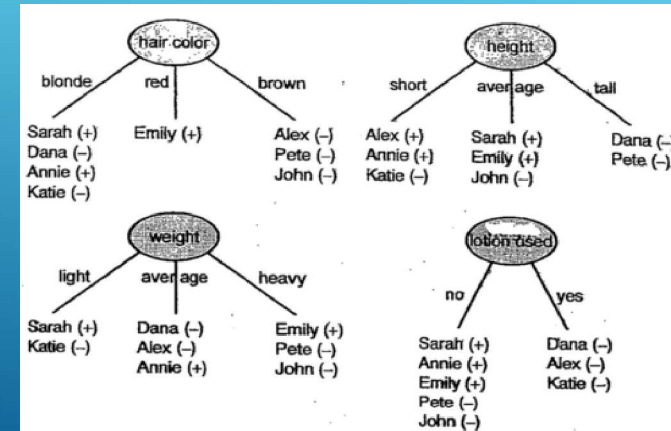 hair color
blonde red brown
Sarah (+) Emily (+) Alex (–)
Dana (–) Pete (–)
Annie (+) John (–)
Katie (–)
height
short average tall
Alex (+) Sarah (+) Dana (–)
Annie (+) Emily (+) Pete (–)
Katie (–) John (–)
weight
light average heavy
Sarah (+) Dana (–) Emily (+)
Katie (–) Alex (–) Pete (–)
Annie (+) John (–)
lotion used
no yes
Sarah (+) Dana (–)
Annie (+) Alex (–)
Emily (+) Katie (–)
Pete (–)
John (–)